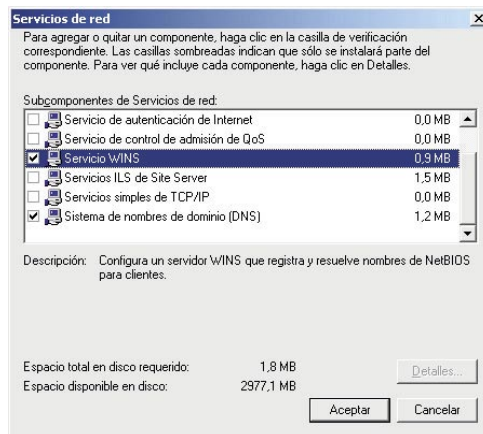 Servicios de red
Para agregar o quitar un componente, haga clic en la casilla de verificación
correspondiente. Las casillas sombreadas indican que sólo se instalará parte del
componente. Para ver qué incluye cada componente, haga clic en Detalles.
Subcomponentes de Servicios de red:
Servicio de autenticación de Internet 0,0 MB
Servicio de control de admisión de QoS 0,0 MB
Servicio WINS 0,9 MB
Servicios ILS de Site Server 1,5 MB
Servicios simples de TCP/IP 0,0 MB
Sistema de nombres de dominio (DNS) 1,2 MB
Descripción: Configura un servidor WINS que registra y resuelve nombres de NetBIOS
para clientes.
Espacio total en disco requerido: 1,8 MB
Detalles...
Espacio disponible en disco: 2977,1 MB
Aceptar Cancelar